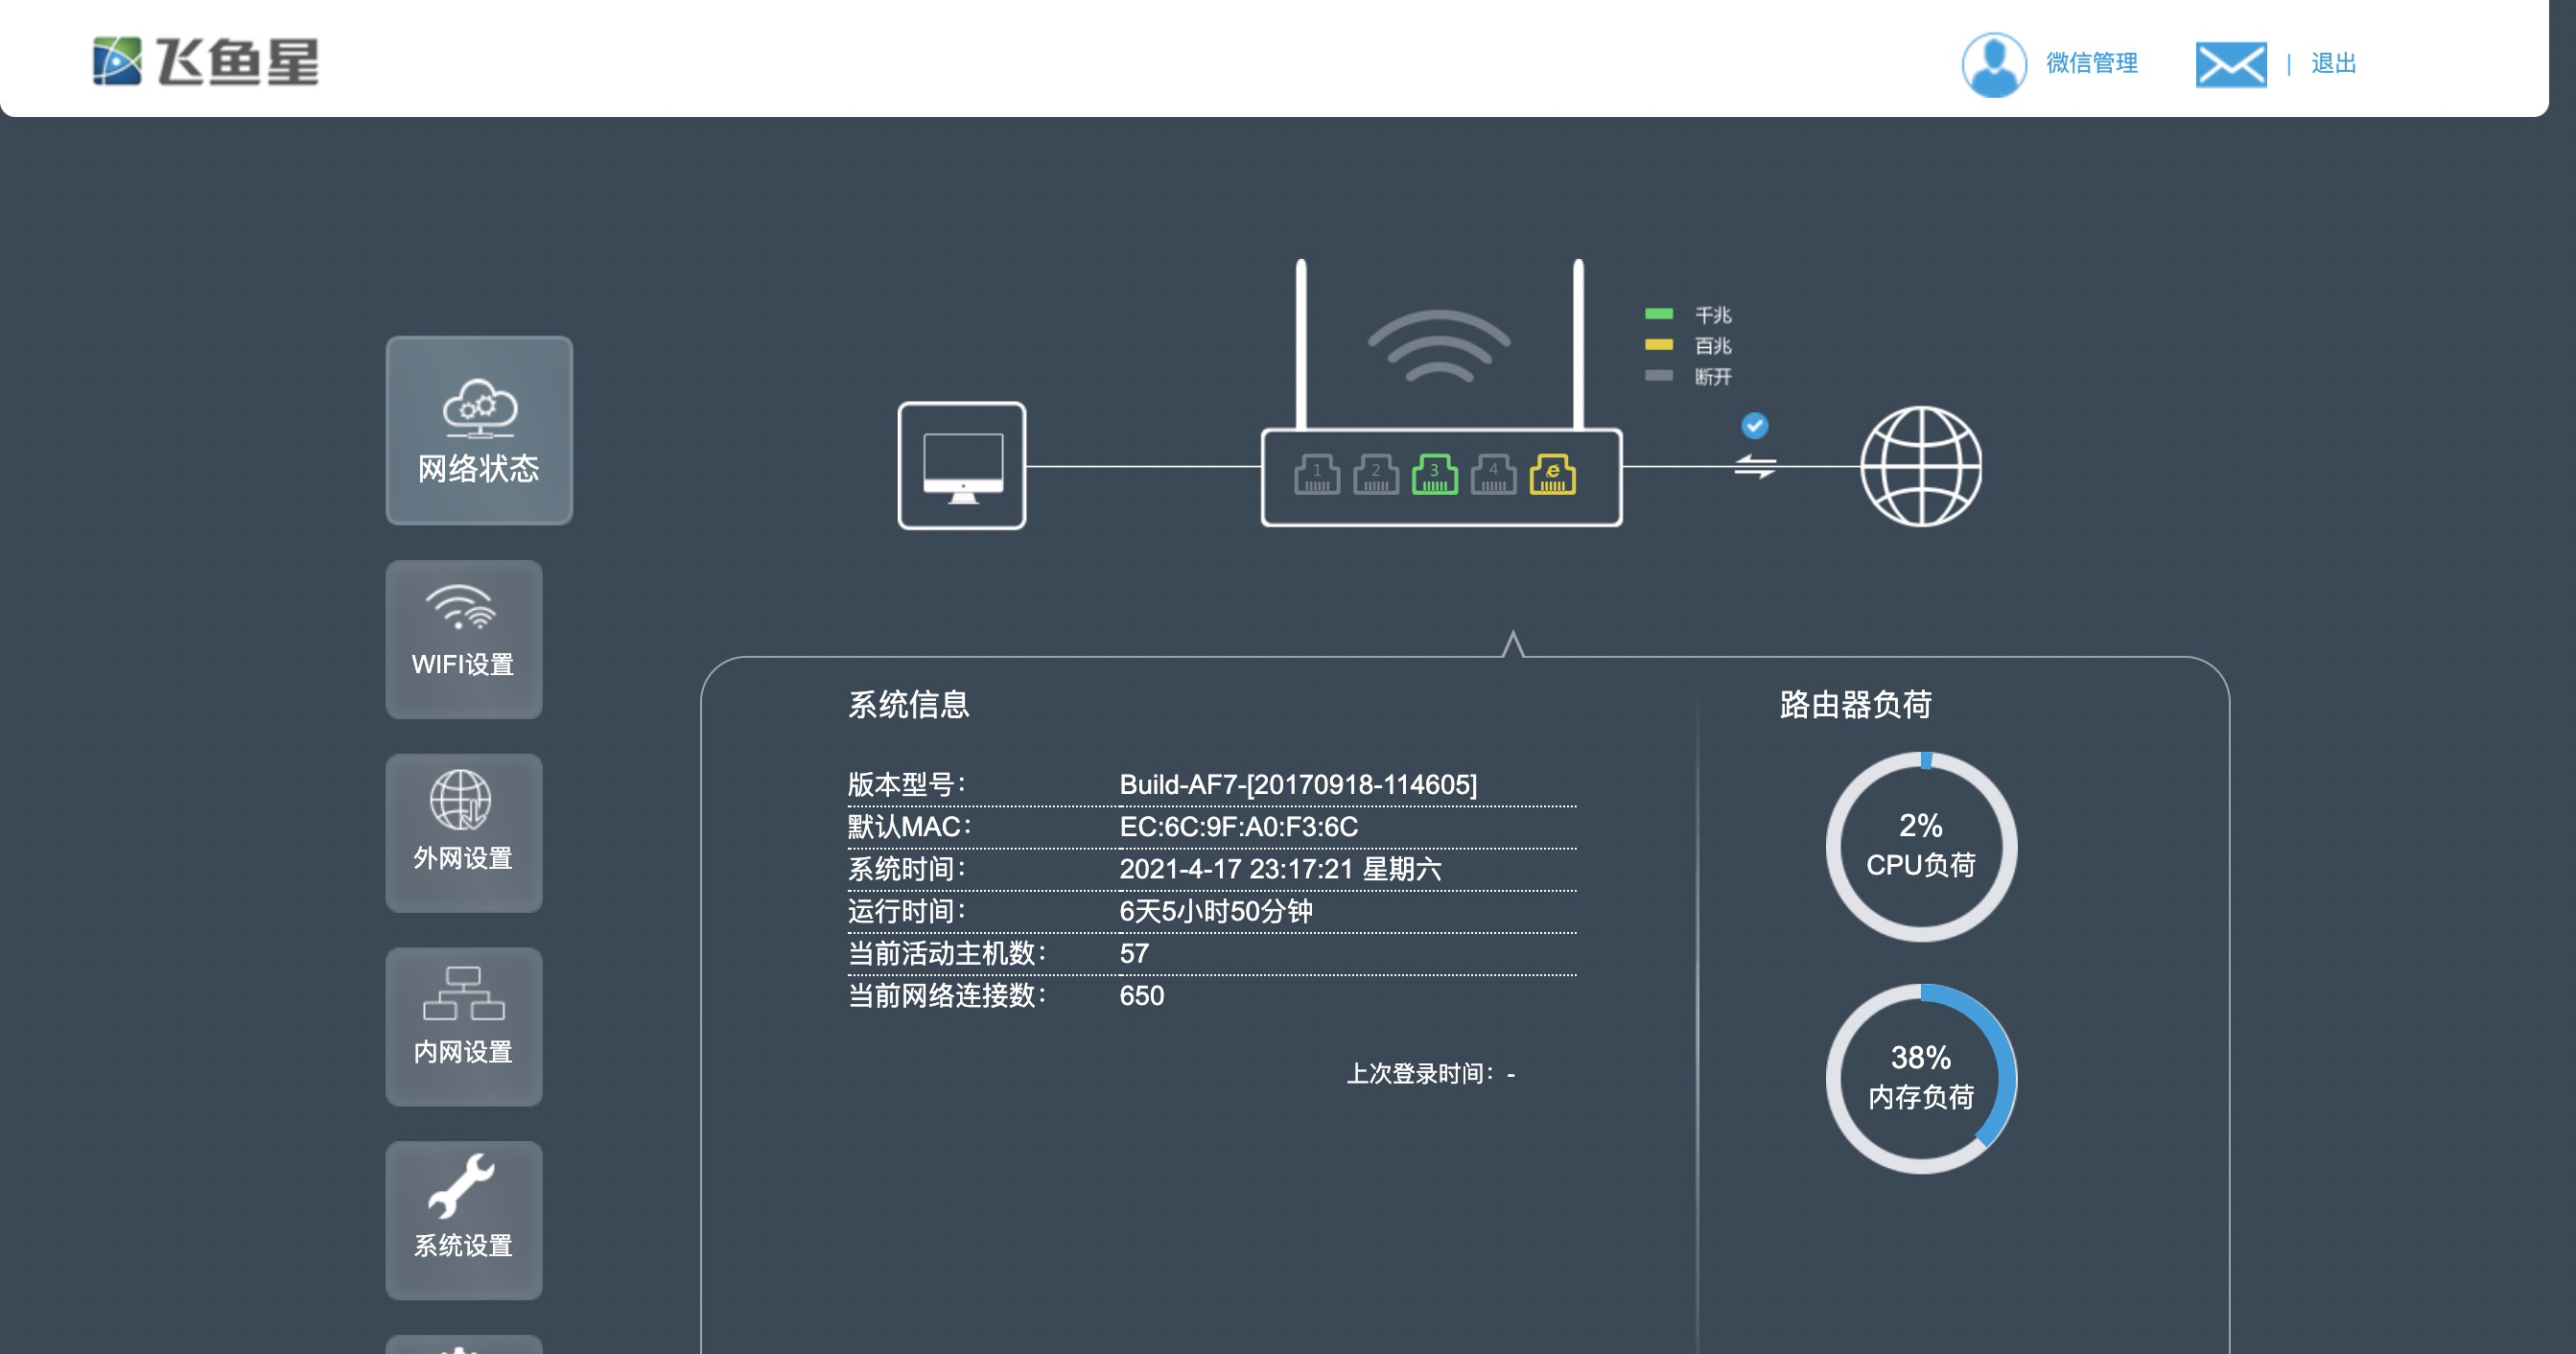 飞鱼星
微信管理 | 退出
千兆
百兆
断开
1 2 3 4 e
网络状态
WIFI设置
外网设置
内网设置
系统设置
系统信息
版本型号： Build-AF7-[20170918-114605]
默认MAC： EC:6C:9F:A0:F3:6C
系统时间： 2021-4-17 23:17:21 星期六
运行时间： 6天5小时50分钟
当前活动主机数： 57
当前网络连接数： 650
上次登录时间：-
路由器负荷
2%
CPU负荷
38%
内存负荷